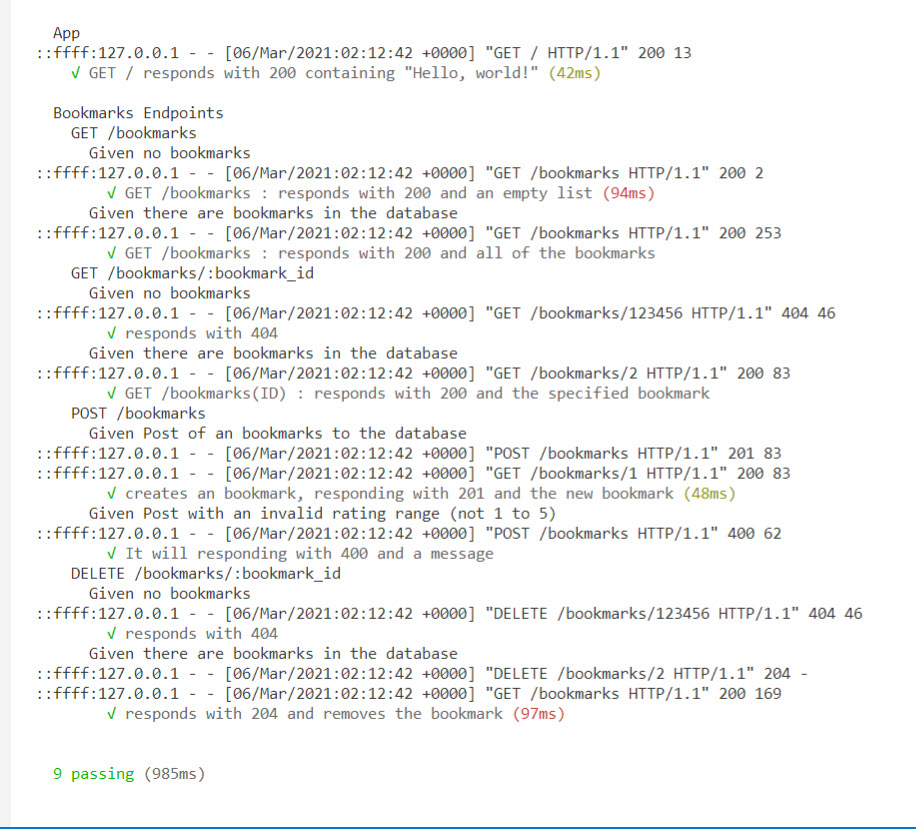 App
::ffff:127.0.0.1 - - [06/Mar/2021:02:12:42 +0000] "GET / HTTP/1.1" 200 13
√ GET / responds with 200 containing "Hello, world!" (42ms)
Bookmarks Endpoints
GET /bookmarks
Given no bookmarks
::ffff:127.0.0.1 - - [06/Mar/2021:02:12:42 +0000] "GET /bookmarks HTTP/1.1" 200 2
√ GET /bookmarks : responds with 200 and an empty list (94ms)
Given there are bookmarks in the database
::ffff:127.0.0.1 - - [06/Mar/2021:02:12:42 +0000] "GET /bookmarks HTTP/1.1" 200 253
√ GET /bookmarks : responds with 200 and all of the bookmarks
GET /bookmarks/:bookmark_id
Given no bookmarks
::ffff:127.0.0.1 - - [06/Mar/2021:02:12:42 +0000] "GET /bookmarks/123456 HTTP/1.1" 404 46
√ responds with 404
Given there are bookmarks in the database
::ffff:127.0.0.1 - - [06/Mar/2021:02:12:42 +0000] "GET /bookmarks/2 HTTP/1.1" 200 83
√ GET /bookmarks(ID) : responds with 200 and the specified bookmark
POST /bookmarks
Given Post of an bookmarks to the database
::ffff:127.0.0.1 - - [06/Mar/2021:02:12:42 +0000] "POST /bookmarks HTTP/1.1" 201 83
::ffff:127.0.0.1 - - [06/Mar/2021:02:12:42 +0000] "GET /bookmarks/1 HTTP/1.1" 200 83
√ creates an bookmark, responding with 201 and the new bookmark (48ms)
Given Post with an invalid rating range (not 1 to 5)
::ffff:127.0.0.1 - - [06/Mar/2021:02:12:42 +0000] "POST /bookmarks HTTP/1.1" 400 62
√ It will responding with 400 and a message
DELETE /bookmarks/:bookmark_id
Given no bookmarks
::ffff:127.0.0.1 - - [06/Mar/2021:02:12:42 +0000] "DELETE /bookmarks/123456 HTTP/1.1" 404 46
√ responds with 404
Given there are bookmarks in the database
::ffff:127.0.0.1 - - [06/Mar/2021:02:12:42 +0000] "DELETE /bookmarks/2 HTTP/1.1" 204 -
::ffff:127.0.0.1 - - [06/Mar/2021:02:12:42 +0000] "GET /bookmarks HTTP/1.1" 200 169
√ responds with 204 and removes the bookmark (97ms)
9 passing (985ms)